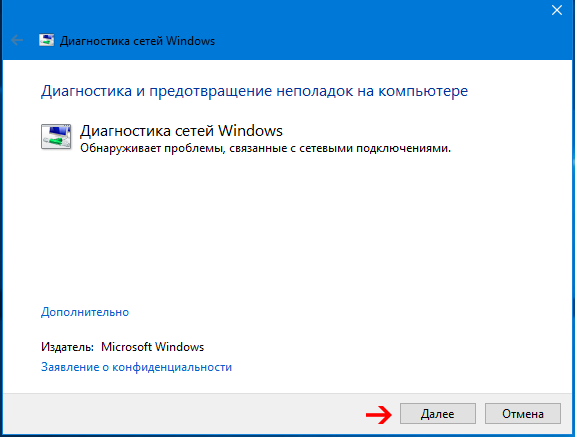 Диагностика сетей Windows
Диагностика и предотвращение неполадок на компьютере
Диагностика сетей Windows
Обнаруживает проблемы, связанные с сетевыми подключениями.
Дополнительно
Издатель: Microsoft Windows
Заявление о конфиденциальности
Далее
Отмена